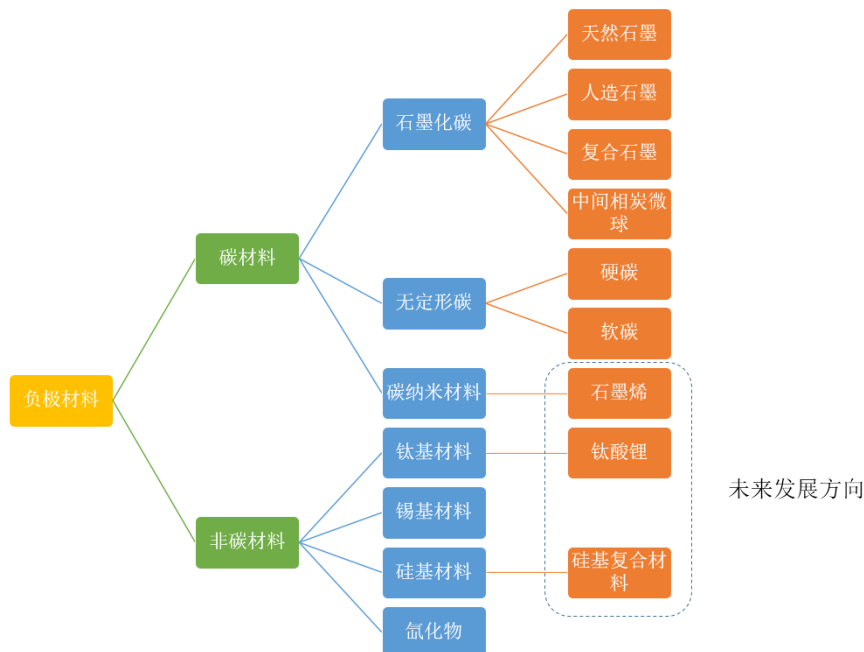 天然石墨
人造石墨
石墨化碳
复合石墨
中间相炭微
球
碳材料
硬碳
无定形碳
软碳
负极材料
碳纳米材料
石墨烯
钛基材料
钛酸锂
未来发展方向
锡基材料
非碳材料
硅基材料
硅基复合材
料
氙化物